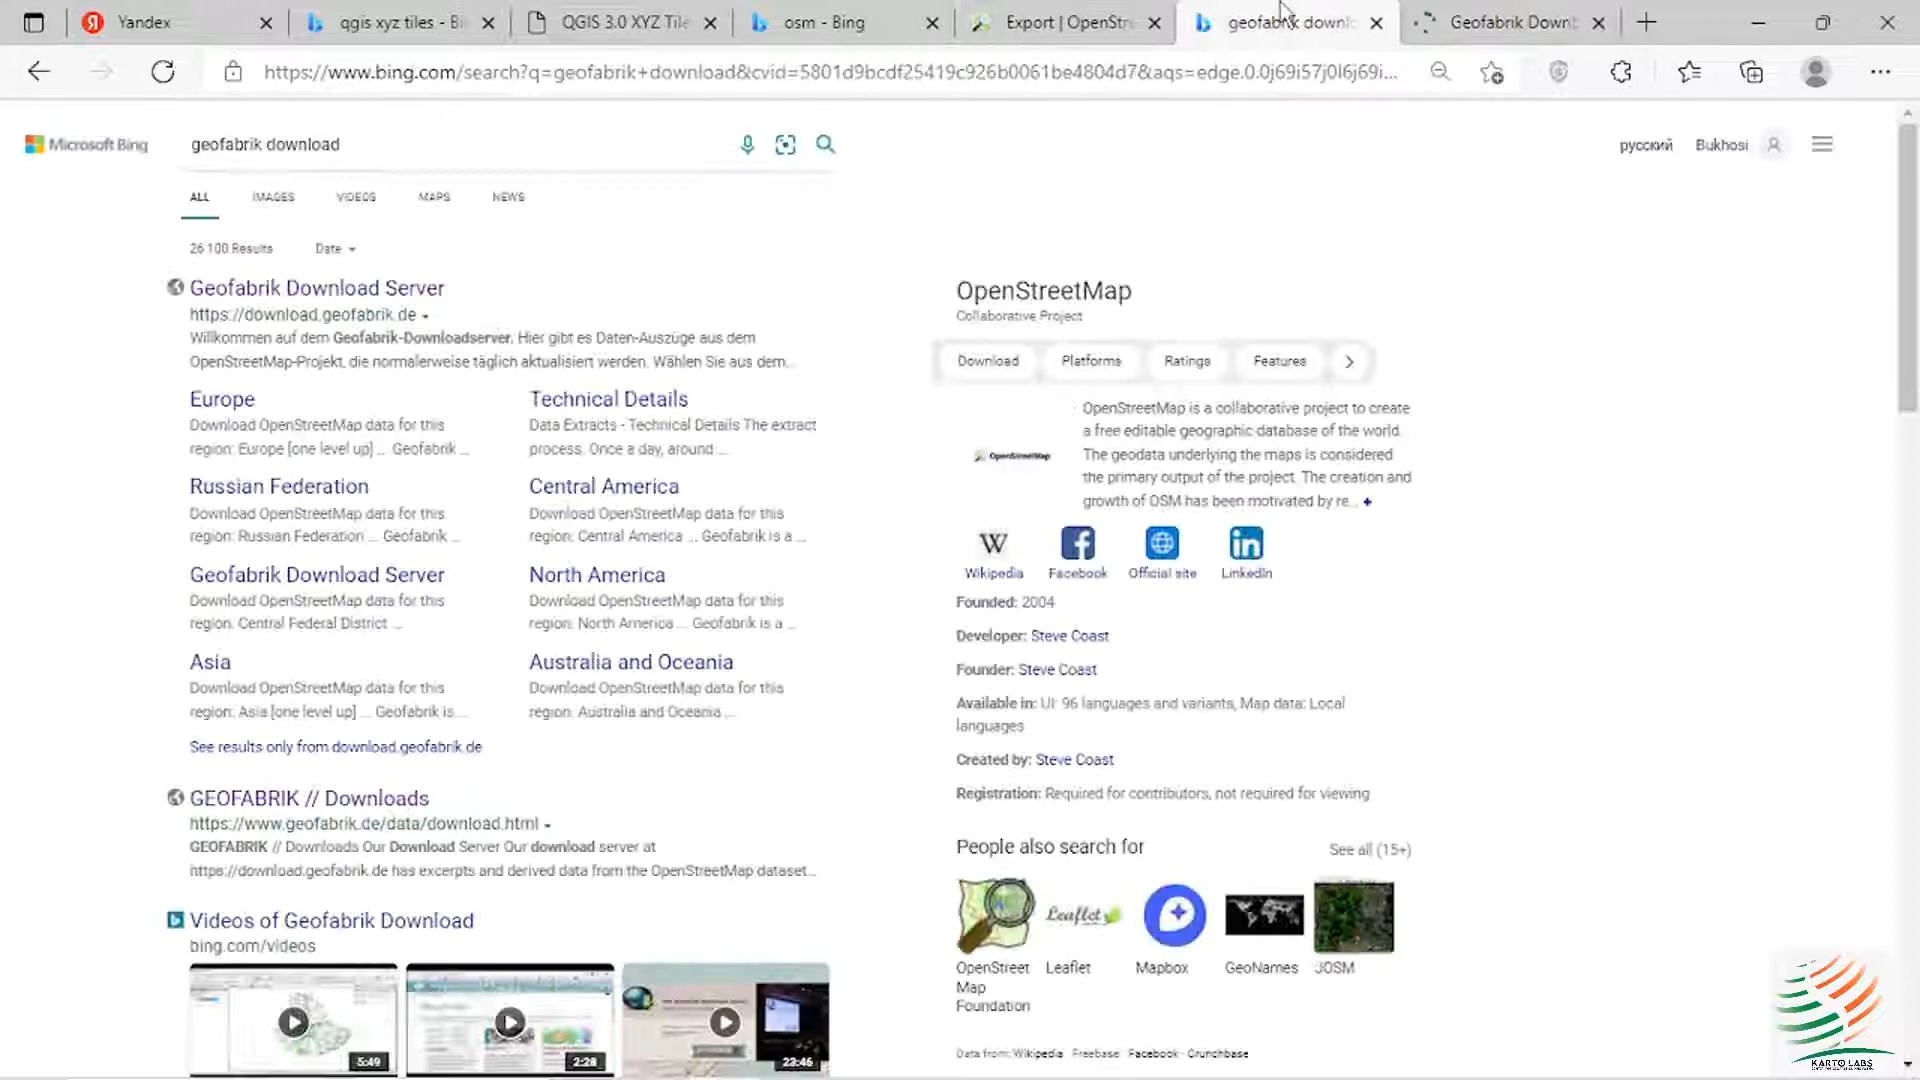 Yandex
qgis xyz tiles - Bi
QGIS 3.0 XYZ Tile
osm - Bing
Export | OpenStre
geofabrik downl
Geofabrik Downl
https://www.bing.com/search?q=geofabrik+download&cvid=5801d9bcdf25419c926b0061be4804d7&aqs=edge.0.0j69i57j0l6j69i...
Microsoft Bing
geofabrik download
русский
Bukhosi
ALL
IMAGES
VIDEOS
MAPS
NEWS
26 100 Results
Date
Geofabrik Download Server
https://download.geofabrik.de
Willkommen auf dem Geofabrik-Downloadserver. Hier gibt es Daten-Auszüge aus dem
OpenStreetMap-Projekt, die normalerweise täglich aktualisiert werden. Wählen Sie aus dem...
Europe
Download OpenStreetMap data for this
region: Europe [one level up] ... Geofabrik ...
Technical Details
Data Extracts - Technical Details The extract
process. Once a day, around ...
Russian Federation
Download OpenStreetMap data for this
region: Russian Federation ... Geofabrik ...
Central America
Download OpenStreetMap data for this
region: Central America ... Geofabrik is a ...
Geofabrik Download Server
Download OpenStreetMap data for this
region: Central Federal District ...
North America
Download OpenStreetMap data for this
region: North America ... Geofabrik is a ...
Asia
Download OpenStreetMap data for this
region: Asia [one level up] ... Geofabrik is ...
Australia and Oceania
Download OpenStreetMap data for this
region: Australia and Oceania ...
See results only from download.geofabrik.de
GEOFABRIK // Downloads
https://www.geofabrik.de/data/download.html
GEOFABRIK // Downloads Our Download Server Our download server at
https://download.geofabrik.de has excerpts and derived data from the OpenStreetMap dataset...
Videos of Geofabrik Download
bing.com/videos
5:49
2:28
23:46
OpenStreetMap
Collaborative Project
Download
Platforms
Ratings
Features
OpenStreetMap
OpenStreetMap is a collaborative project to create
a free editable geographic database of the world.
The geodata underlying the maps is considered
the primary output of the project. The creation and
growth of OSM has been motivated by re... +
W
Wikipedia
Facebook
Official site
LinkedIn
Founded: 2004
Developer: Steve Coast
Founder: Steve Coast
Available in: UI: 96 languages and variants, Map data: Local
languages
Created by: Steve Coast
Registration: Required for contributors, not required for viewing
People also search for
See all (15+)
Leaflet
OpenStreet
Map
Foundation
Leaflet
Mapbox
GeoNames
JOSM
Data from: Wikipedia · Freebase · Facebook · Crunchbase
KARTO LABS